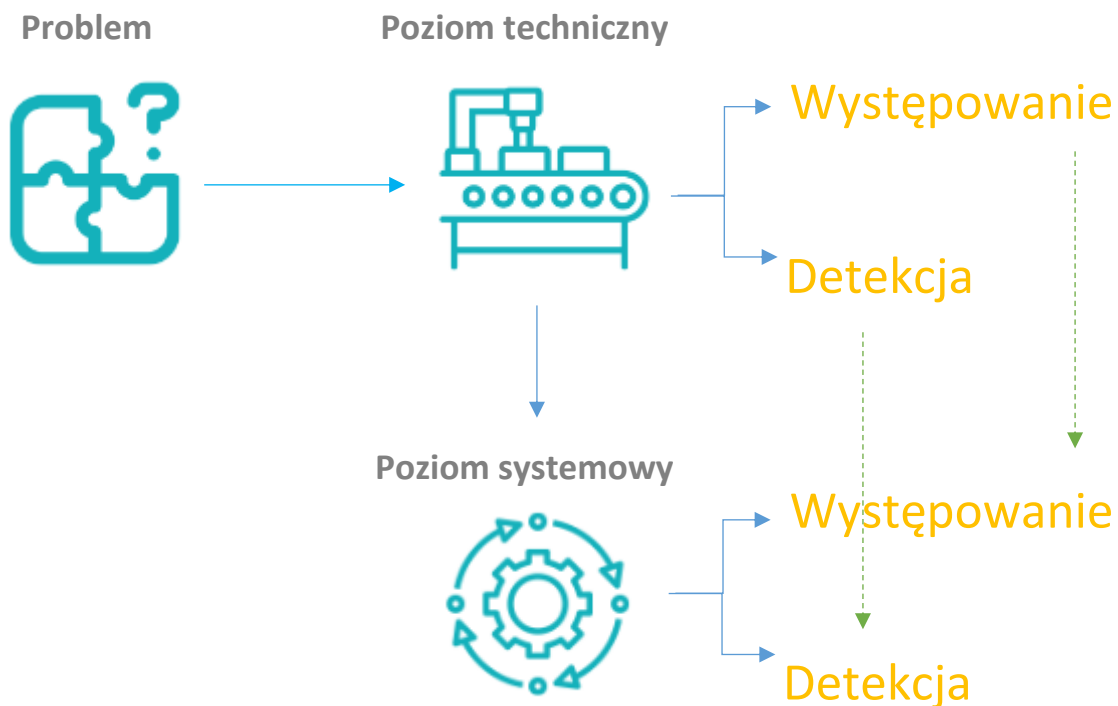 Problem
Poziom techniczny
Występowanie
Detekcja
Poziom systemowy
Występowanie
Detekcja